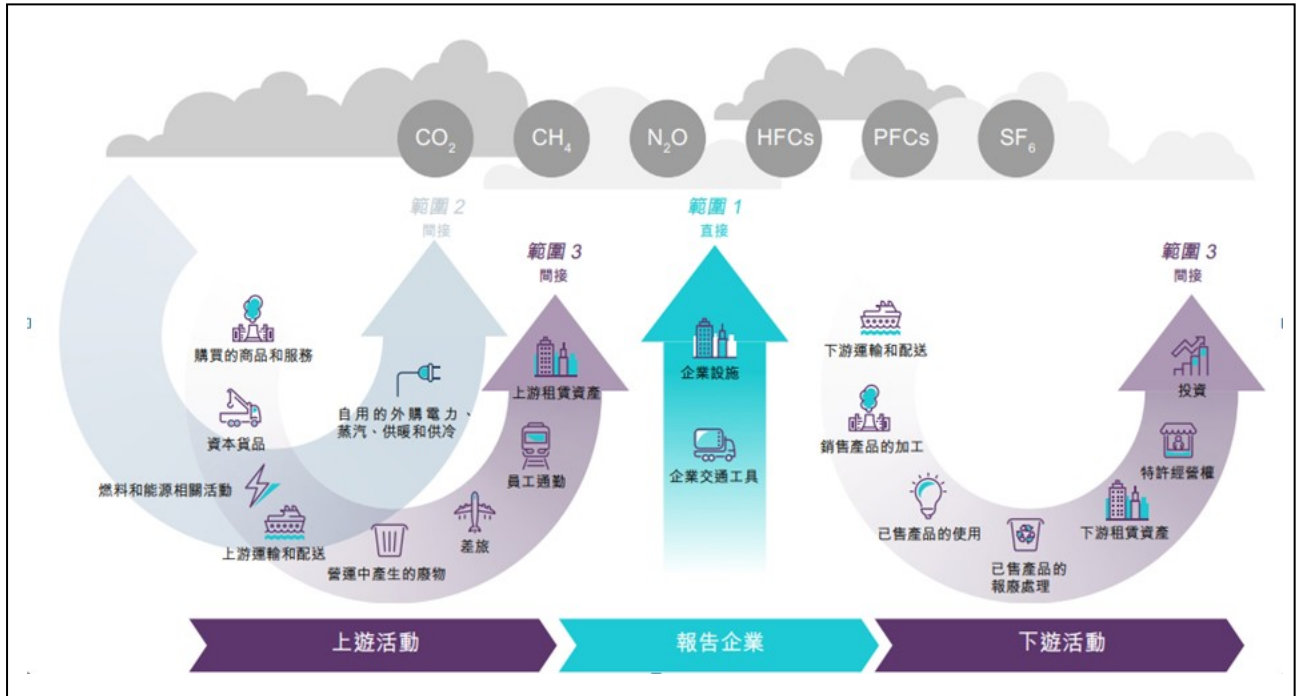 CO₂
CH₄
N₂O
HFCs
PFCs
SF₆
範圍 2
間接
範圍 1
直接
範圍 3
間接
範圍 3
間接
購買的商品和服務
資本貨品
燃料和能源相關活動
上游運輸和配送
營運中產生的廢物
差旅
員工通勤
上游租賃資產
自用的外購電力、
蒸汽、供暖和供冷
企業設施
企業交通工具
下游運輸和配送
銷售產品的加工
已售產品的使用
已售產品的
報廢處理
下游租賃資產
特許經營權
投資
上遊活動
報告企業
下遊活動